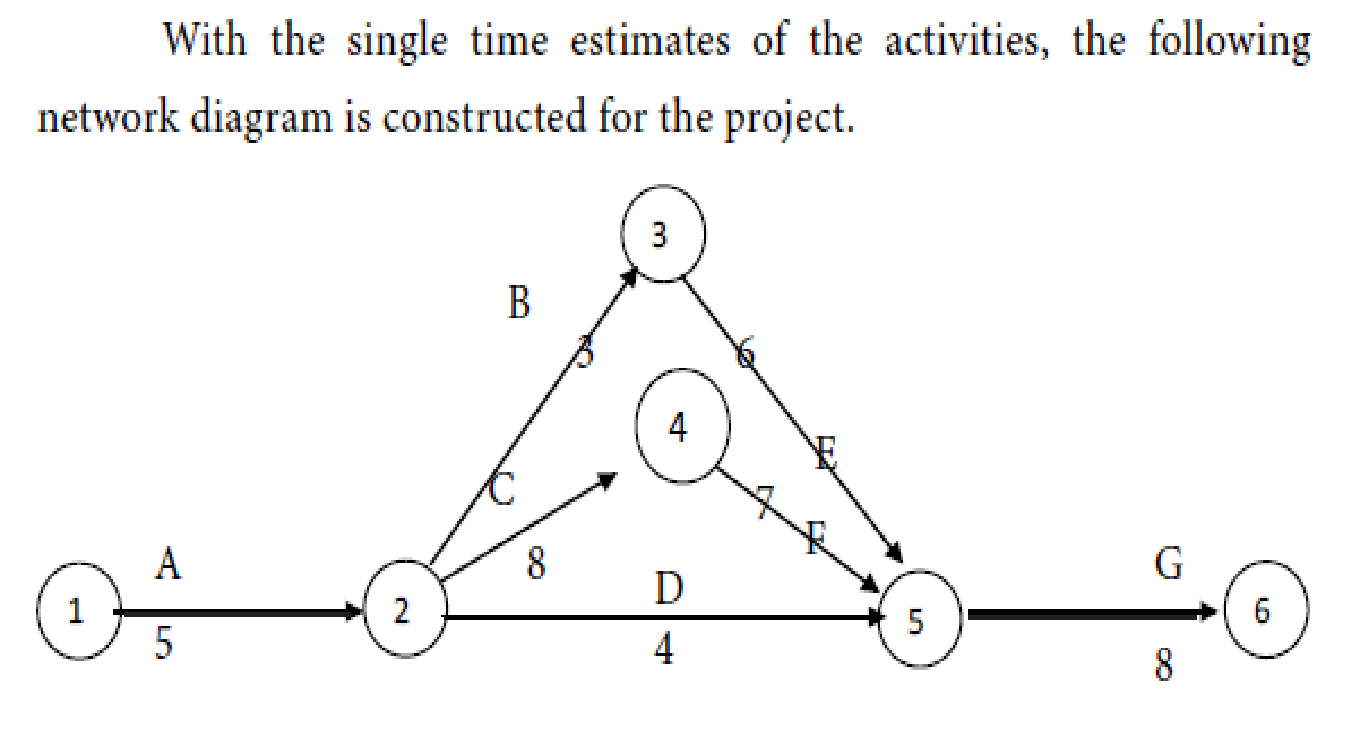 With the single time estimates of the activities, the following
network diagram is constructed for the project.
3
B
3
6
4
E
C
7
F
8
A
D
G
1
2
5
6
5
4
8